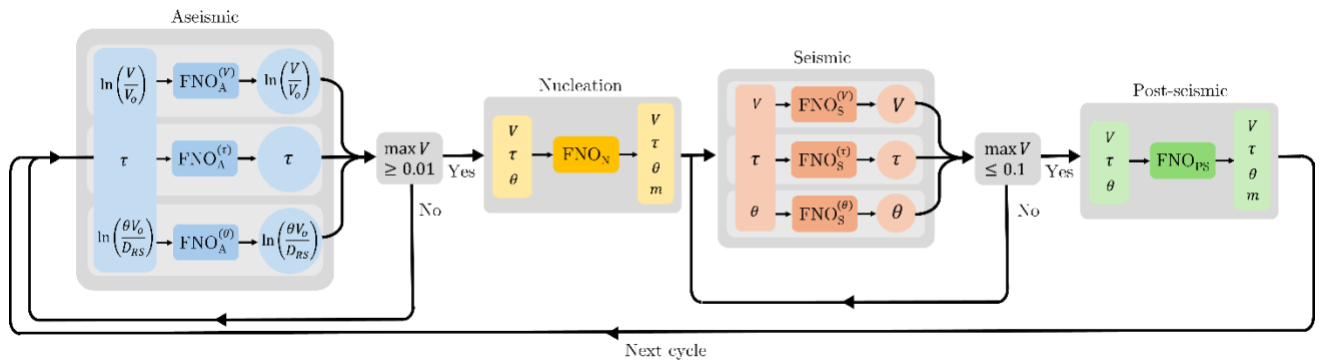 Aseismic
ln(V/V_o) FNO_A^(V) ln(V/V_o)
τ FNO_A^(τ) τ
ln(θV_o/D_RS) FNO_A^(θ) ln(θV_o/D_RS)
max V
≥ 0.01
Yes
No
Nucleation
V
τ
θ
FNO_N
V
τ
θ
m
Seismic
V FNO_S^(V) V
τ FNO_S^(τ) τ
θ FNO_S^(θ) θ
max V
≤ 0.1
Yes
No
Post-seismic
V
τ
θ
FNO_PS
V
τ
θ
m
Next cycle